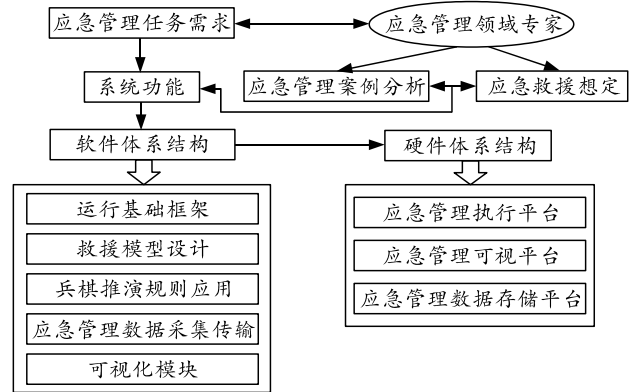 应急管理任务需求
应急管理领域专家
系统功能
应急管理案例分析
应急救援想定
软件体系结构
硬件体系结构
运行基础框架
救援模型设计
兵棋推演规则应用
应急管理数据采集传输
可视化模块
应急管理执行平台
应急管理可视平台
应急管理数据存储平台